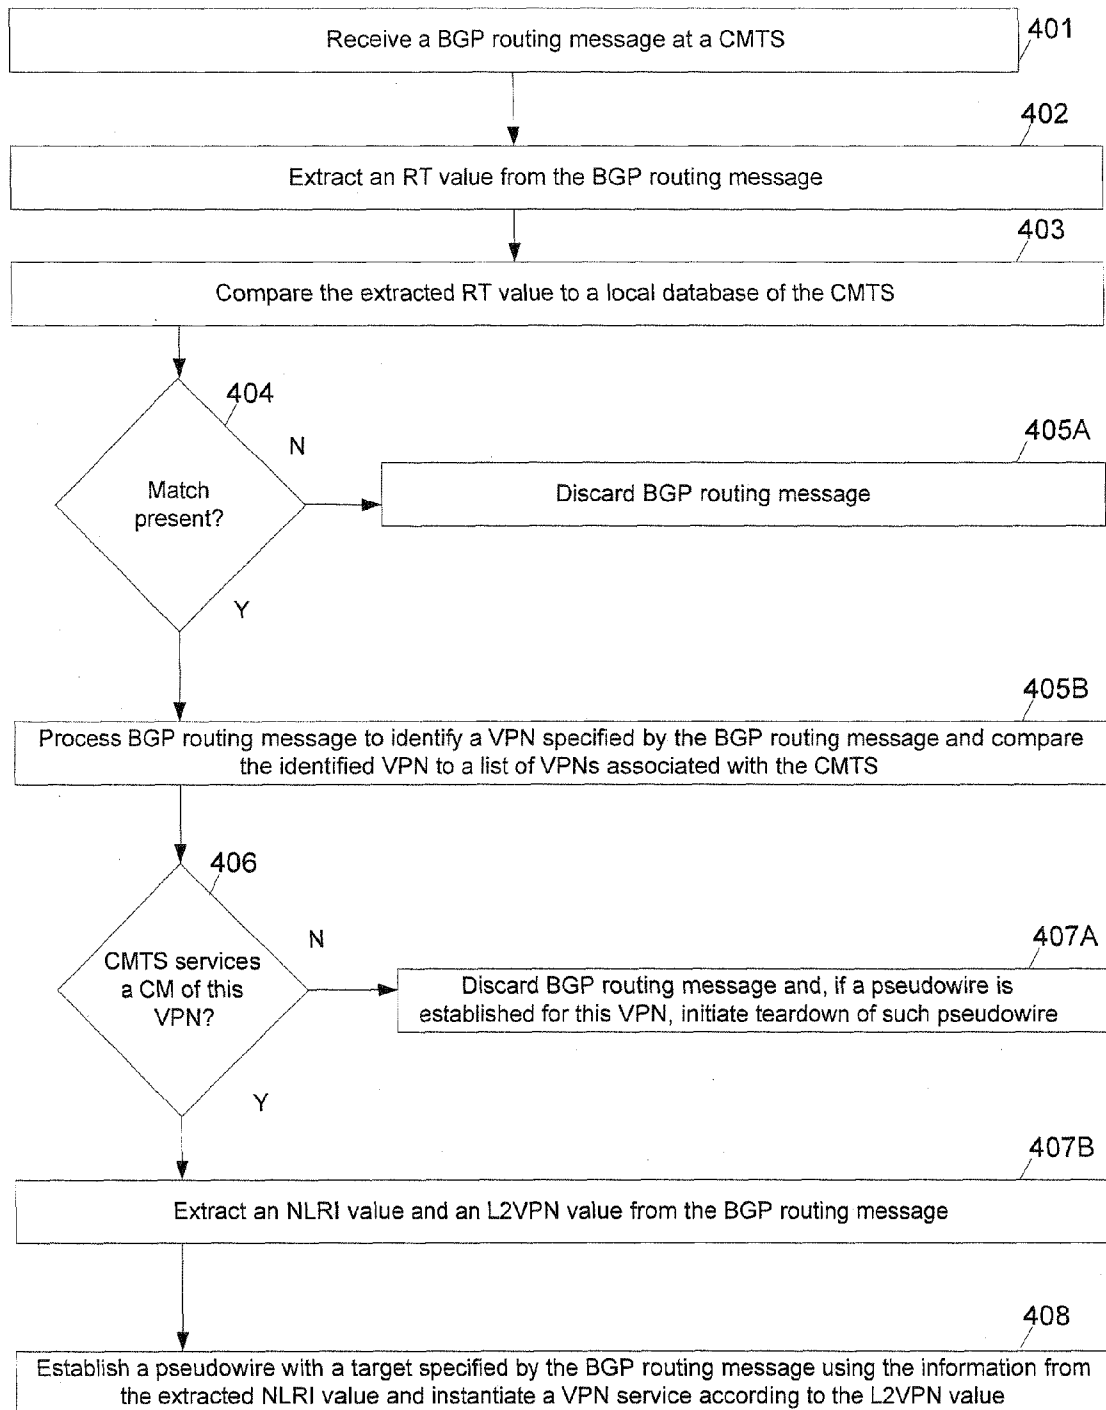 Receive a BGP routing message at a CMTS
401
402
Extract an RT value from the BGP routing message
403
Compare the extracted RT value to a local database of the CMTS
404
N
Match
present?
405A
Discard BGP routing message
Y
405B
Process BGP routing message to identify a VPN specified by the BGP routing message and compare
the identified VPN to a list of VPNs associated with the CMTS
406
N
CMTS services
a CM of this
VPN?
407A
Discard BGP routing message and, if a pseudowire is
established for this VPN, initiate teardown of such pseudowire
Y
407B
Extract an NLRI value and an L2VPN value from the BGP routing message
408
Establish a pseudowire with a target specified by the BGP routing message using the information from
the extracted NLRI value and instantiate a VPN service according to the L2VPN value